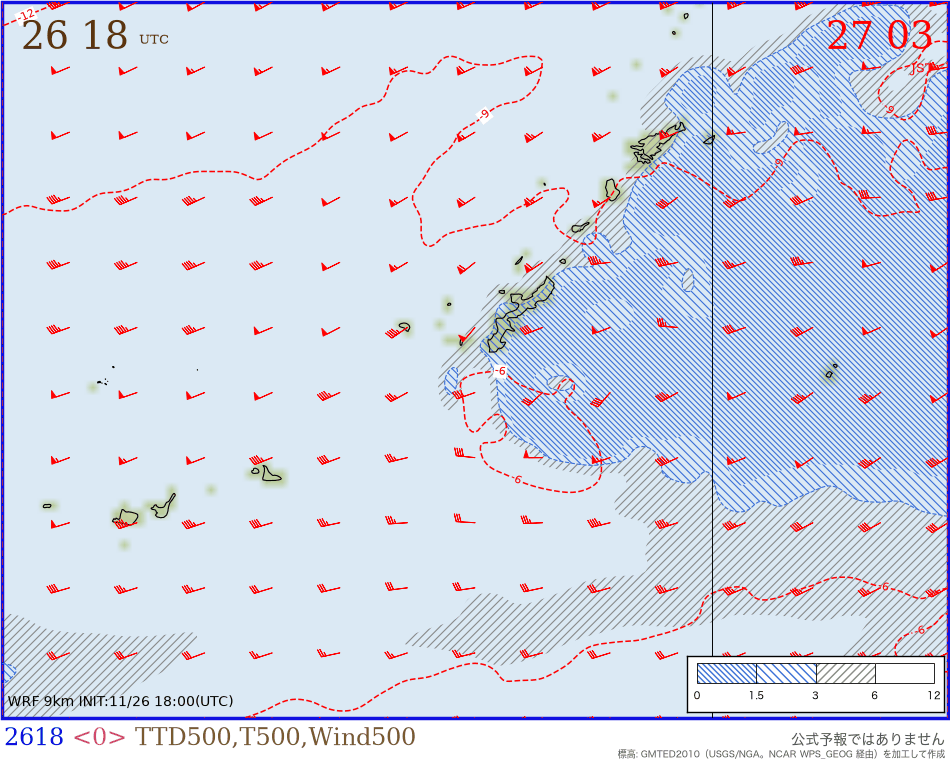 -12
26 18 UTC
27 03
JST
-9
-9
-9
-6
-6
-6
-6
WRF 9km INIT:11/26 18:00(UTC)
0 1.5 3 6 12
2618 <0> TTD500,T500,Wind500
公式予報ではありません
標高: GMTED2010（USGS/NGA。NCAR WPS_GEOG 経由）を加工して作成